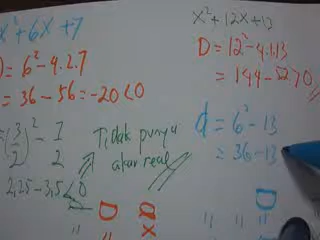 x² + 6x + 7
D = 6² - 4.2.7
= 36 - 56 = -20 < 0
(3/2)² - 7/2
2,25 - 3,5 < 0
Tidak punya
akar real
x² + 12x + 13
D = 12² - 4.1.13
= 144 - 52 > 0
d = 6² - 13
= 36 - 13
D
D
ax